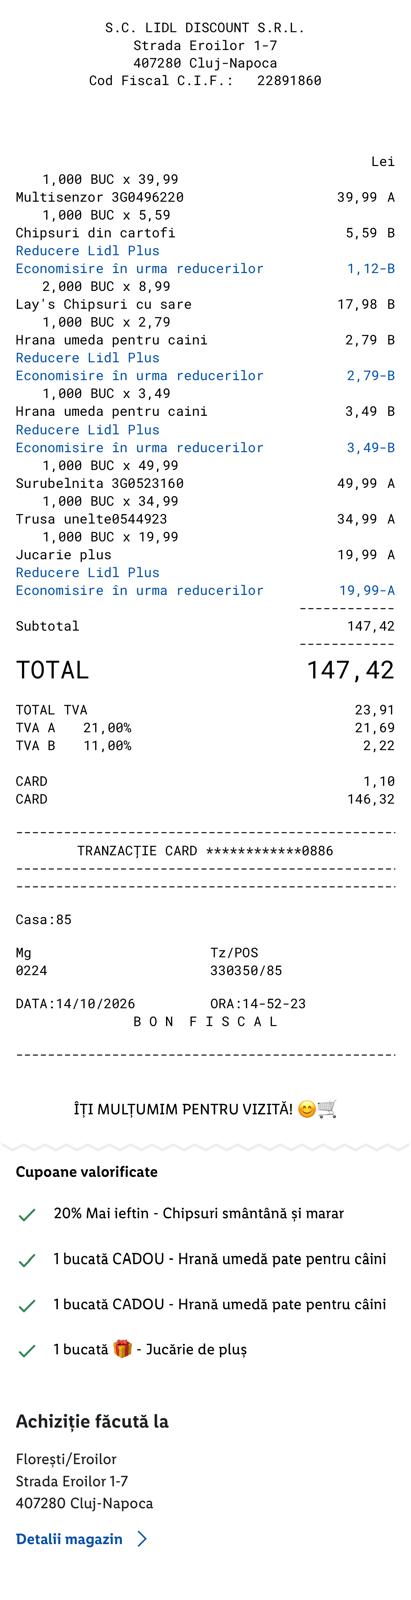 S.C. LIDL DISCOUNT S.R.L.
Strada Eroilor 1-7
407280 Cluj-Napoca
Cod Fiscal C.I.F.: 22891860
Lei
1,000 BUC x 39,99
Multisenzor 3G0496220 39,99 A
1,000 BUC x 5,59
Chipsuri din cartofi 5,59 B
Reducere Lidl Plus
Economisire în urma reducerilor 1,12-B
2,000 BUC x 8,99
Lay's Chipsuri cu sare 17,98 B
1,000 BUC x 2,79
Hrana umeda pentru caini 2,79 B
Reducere Lidl Plus
Economisire în urma reducerilor 2,79-B
1,000 BUC x 3,49
Hrana umeda pentru caini 3,49 B
Reducere Lidl Plus
Economisire în urma reducerilor 3,49-B
1,000 BUC x 49,99
Surubelnita 3G0523160 49,99 A
1,000 BUC x 34,99
Trusa unelte0544923 34,99 A
1,000 BUC x 19,99
Jucarie plus 19,99 A
Reducere Lidl Plus
Economisire în urma reducerilor 19,99-A
Subtotal 147,42
TOTAL 147,42
TOTAL TVA 23,91
TVA A 21,00% 21,69
TVA B 11,00% 2,22
CARD 1,10
CARD 146,32
TRANZACȚIE CARD ************0886
Casa:85
Mg Tz/POS
0224 330350/85
DATA:14/10/2026 ORA:14-52-23
B O N F I S C A L
ÎȚI MULȚUMIM PENTRU VIZITĂ! 😊🛒
Cupoane valorificate
20% Mai ieftin - Chipsuri smântână și marar
1 bucată CADOU - Hrană umedă pate pentru câini
1 bucată CADOU - Hrană umedă pate pentru câini
1 bucată 🎁 - Jucărie de pluș
Achiziție făcută la
Florești/Eroilor
Strada Eroilor 1-7
407280 Cluj-Napoca
Detalii magazin